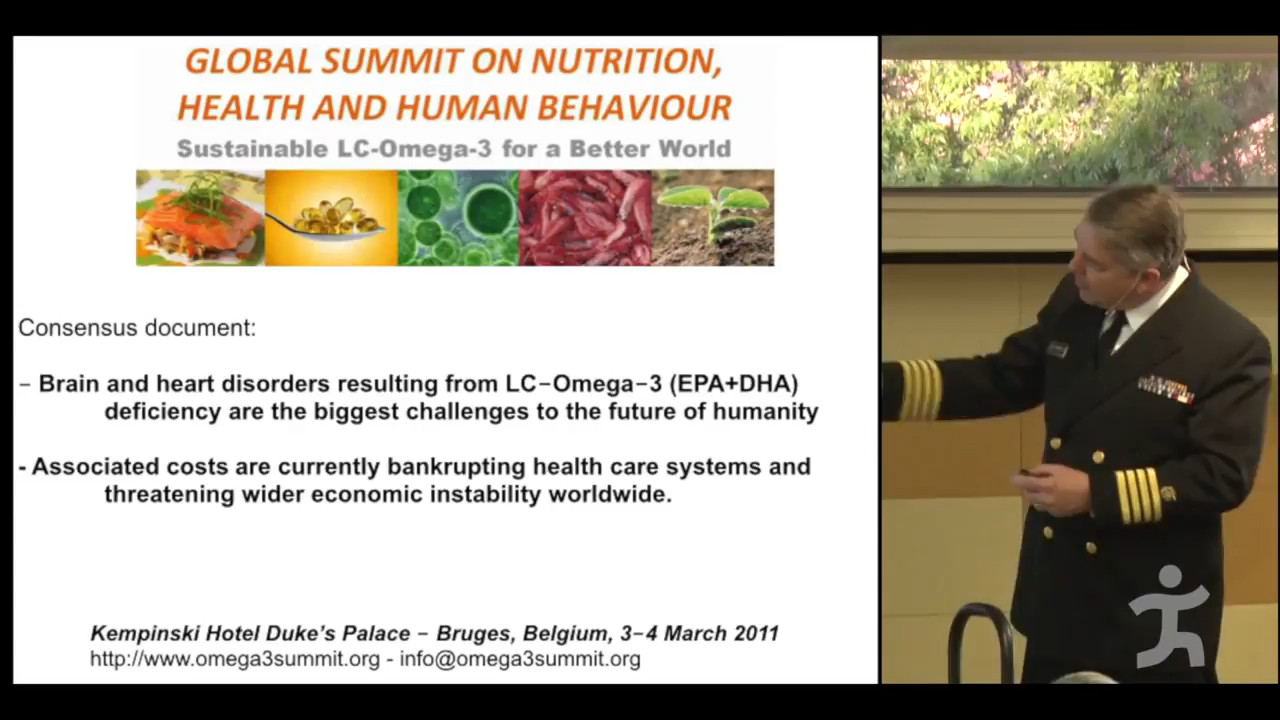 GLOBAL SUMMIT ON NUTRITION,
HEALTH AND HUMAN BEHAVIOUR
Sustainable LC-Omega-3 for a Better World
Consensus document:
– Brain and heart disorders resulting from LC–Omega–3 (EPA+DHA)
deficiency are the biggest challenges to the future of humanity
- Associated costs are currently bankrupting health care systems and
threatening wider economic instability worldwide.
Kempinski Hotel Duke's Palace – Bruges, Belgium, 3–4 March 2011
http://www.omega3summit.org - info@omega3summit.org